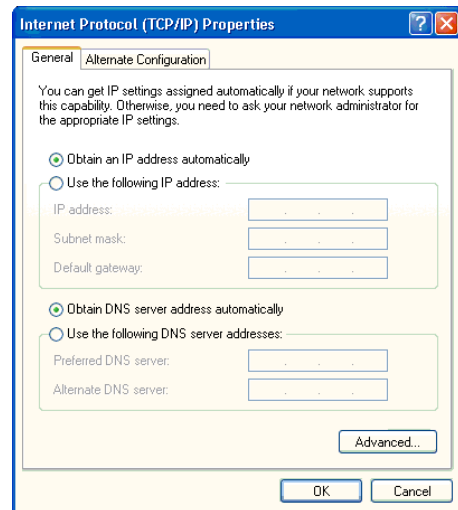 Internet Protocol (TCP/IP) Properties
General
Alternate Configuration
You can get IP settings assigned automatically if your network supports
this capability. Otherwise, you need to ask your network administrator for
the appropriate IP settings.
Obtain an IP address automatically
Use the following IP address:
IP address:
Subnet mask:
Default gateway:
Obtain DNS server address automatically
Use the following DNS server addresses:
Preferred DNS server:
Alternate DNS server:
Advanced...
OK
Cancel